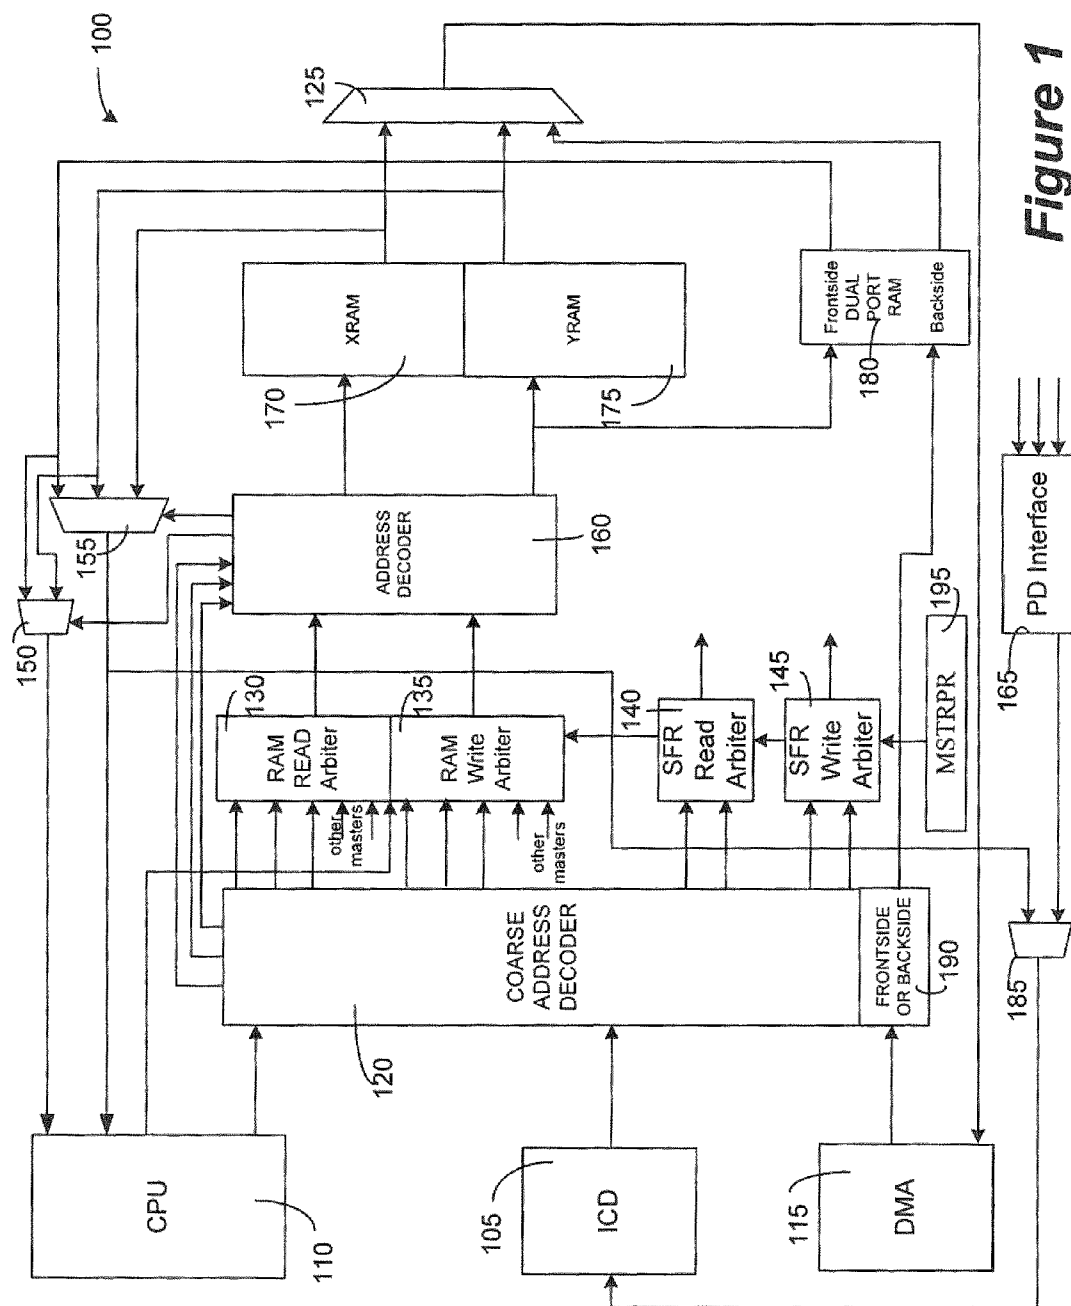 Figure 1
100
CPU
110
ICD
105
DMA
115
COARSE
ADDRESS
DECODER
120
FRONTSIDE
OR BACKSIDE
190
RAM
READ
Arbiter
130
other
masters
RAM
Write
Arbiter
135
other
masters
SFR
Read
Arbiter
140
SFR
Write
Arbiter
145
MSTRPR
195
150
155
ADDRESS
DECODER
160
XRAM
170
YRAM
175
125
Frontside
DUAL
PORT
RAM
Backside
180
PD Interface
165
185